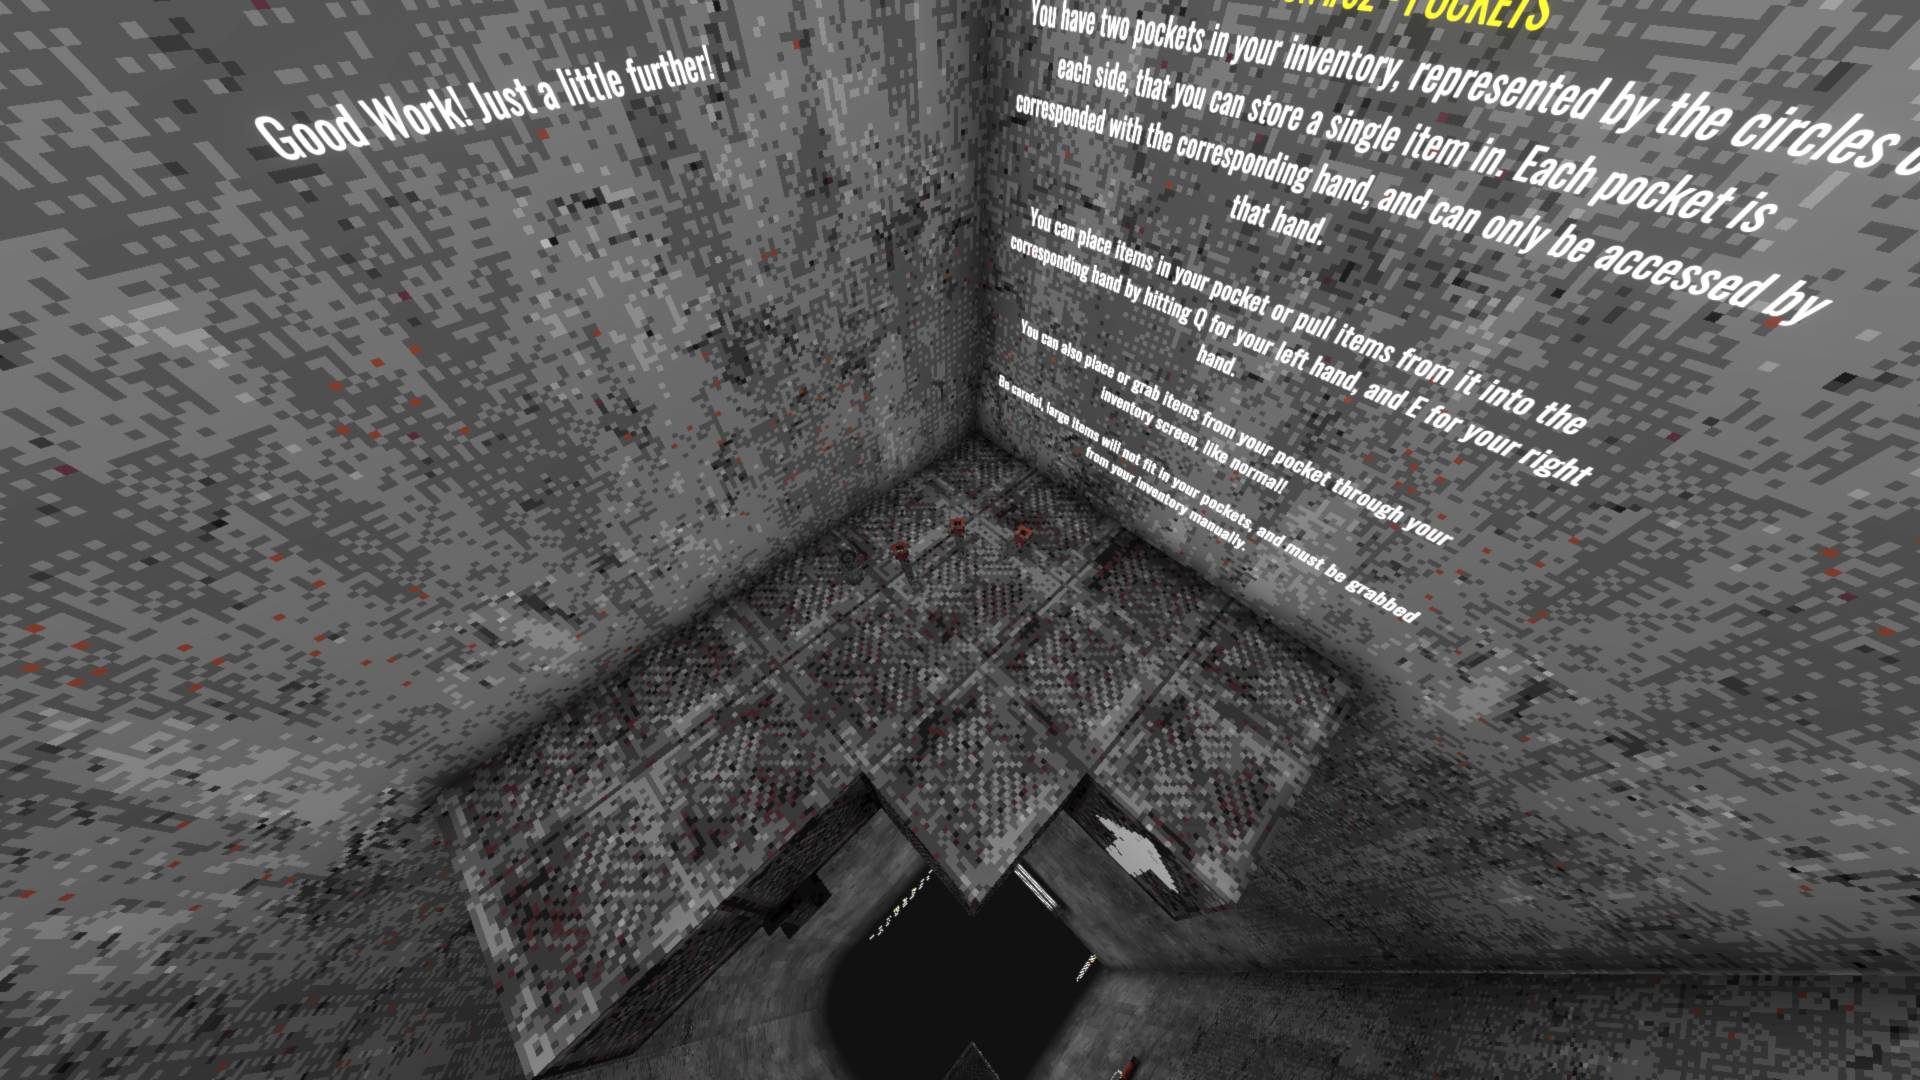 Good Work! Just a little further!
POCKETS
You have two pockets in your inventory, represented by the circles
each side, that you can store a single item in. Each pocket is
corresponded with the corresponding hand, and can only be accessed by
that hand.
You can place items in your pocket or pull items from it into the
corresponding hand by hitting Q for your left hand, and E for your right
hand.
You can also place or grab items from your pocket through your
inventory screen, like normal!
Be careful, large items will not fit in your pockets, and must be grabbed
from your inventory manually.